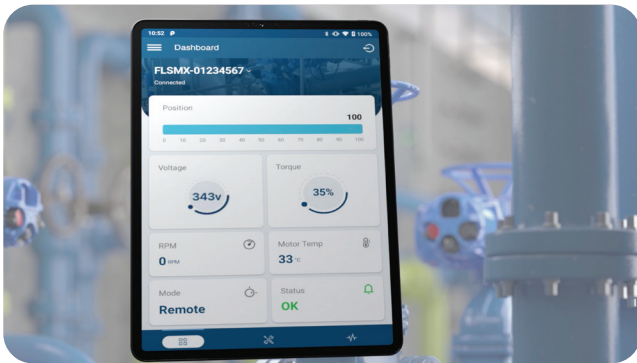 10:52 P 100%
Dashboard
FLSMX-01234567
Connected
Position
100
0 10 20 30 40 50 60 70 80 90 100
Voltage
343v
Torque
35%
RPM
0 RPM
Motor Temp
33 °C
Mode
Remote
Status
OK